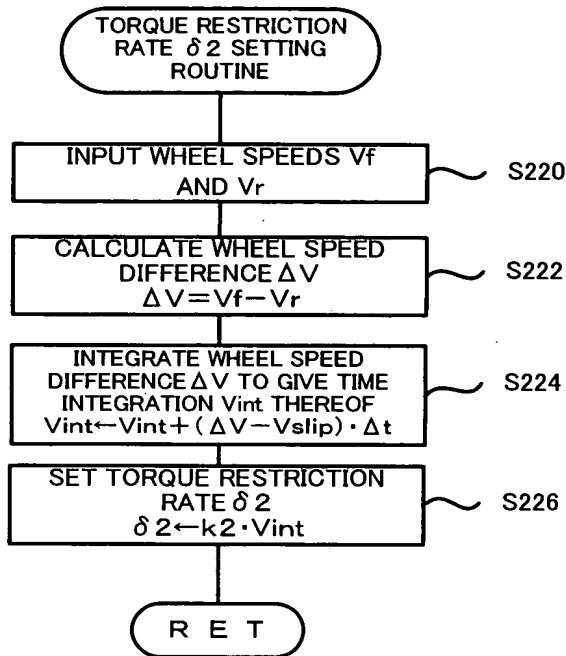 TORQUE RESTRICTION
RATE δ2 SETTING
ROUTINE
INPUT WHEEL SPEEDS Vf
AND Vr
S220
CALCULATE WHEEL SPEED
DIFFERENCE ΔV
ΔV=Vf−Vr
S222
INTEGRATE WHEEL SPEED
DIFFERENCE ΔV TO GIVE TIME
INTEGRATION Vint THEREOF
Vint←Vint+(ΔV−Vslip)·Δt
S224
SET TORQUE RESTRICTION
RATE δ2
δ2←k2·Vint
S226
RET